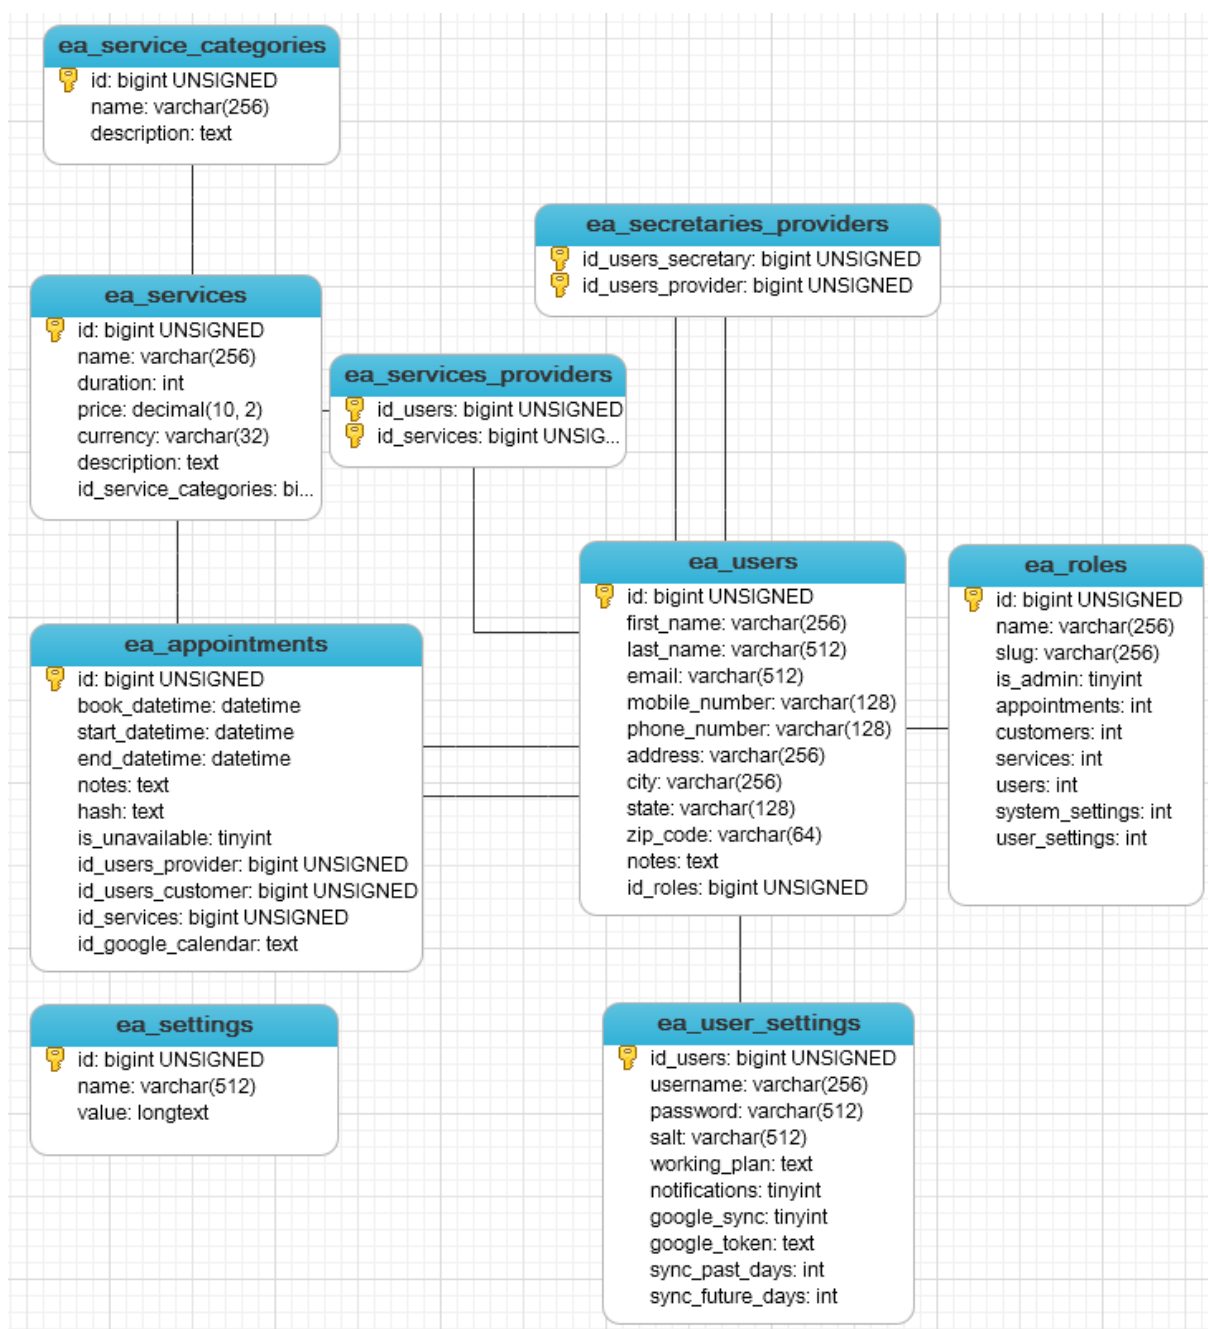 ea_service_categories
id: bigint UNSIGNED
name: varchar(256)
description: text
ea_secretaries_providers
id_users_secretary: bigint UNSIGNED
id_users_provider: bigint UNSIGNED
ea_services
id: bigint UNSIGNED
name: varchar(256)
duration: int
price: decimal(10, 2)
currency: varchar(32)
description: text
id_service_categories: bi...
ea_services_providers
id_users: bigint UNSIGNED
id_services: bigint UNSIG...
ea_users
id: bigint UNSIGNED
first_name: varchar(256)
last_name: varchar(512)
email: varchar(512)
mobile_number: varchar(128)
phone_number: varchar(128)
address: varchar(256)
city: varchar(256)
state: varchar(128)
zip_code: varchar(64)
notes: text
id_roles: bigint UNSIGNED
ea_roles
id: bigint UNSIGNED
name: varchar(256)
slug: varchar(256)
is_admin: tinyint
appointments: int
customers: int
services: int
users: int
system_settings: int
user_settings: int
ea_appointments
id: bigint UNSIGNED
book_datetime: datetime
start_datetime: datetime
end_datetime: datetime
notes: text
hash: text
is_unavailable: tinyint
id_users_provider: bigint UNSIGNED
id_users_customer: bigint UNSIGNED
id_services: bigint UNSIGNED
id_google_calendar: text
ea_settings
id: bigint UNSIGNED
name: varchar(512)
value: longtext
ea_user_settings
id_users: bigint UNSIGNED
username: varchar(256)
password: varchar(512)
salt: varchar(512)
working_plan: text
notifications: tinyint
google_sync: tinyint
google_token: text
sync_past_days: int
sync_future_days: int